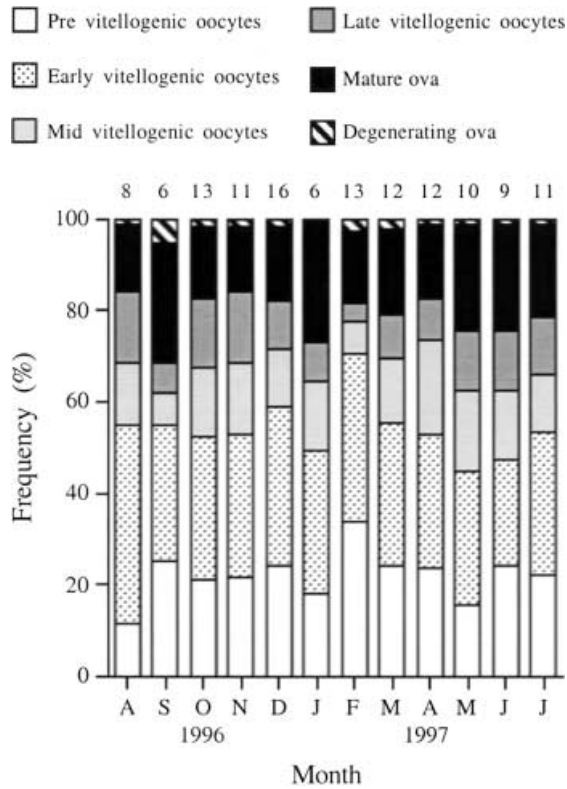 Pre vitellogenic oocytes
Late vitellogenic oocytes
Early vitellogenic oocytes
Mature ova
Mid vitellogenic oocytes
Degenerating ova
8 6 13 11 16 6 13 12 12 10 9 11
100
80
60
40
20
0
Frequency (%)
A S O N D J F M A M J J
1996 1997
Month